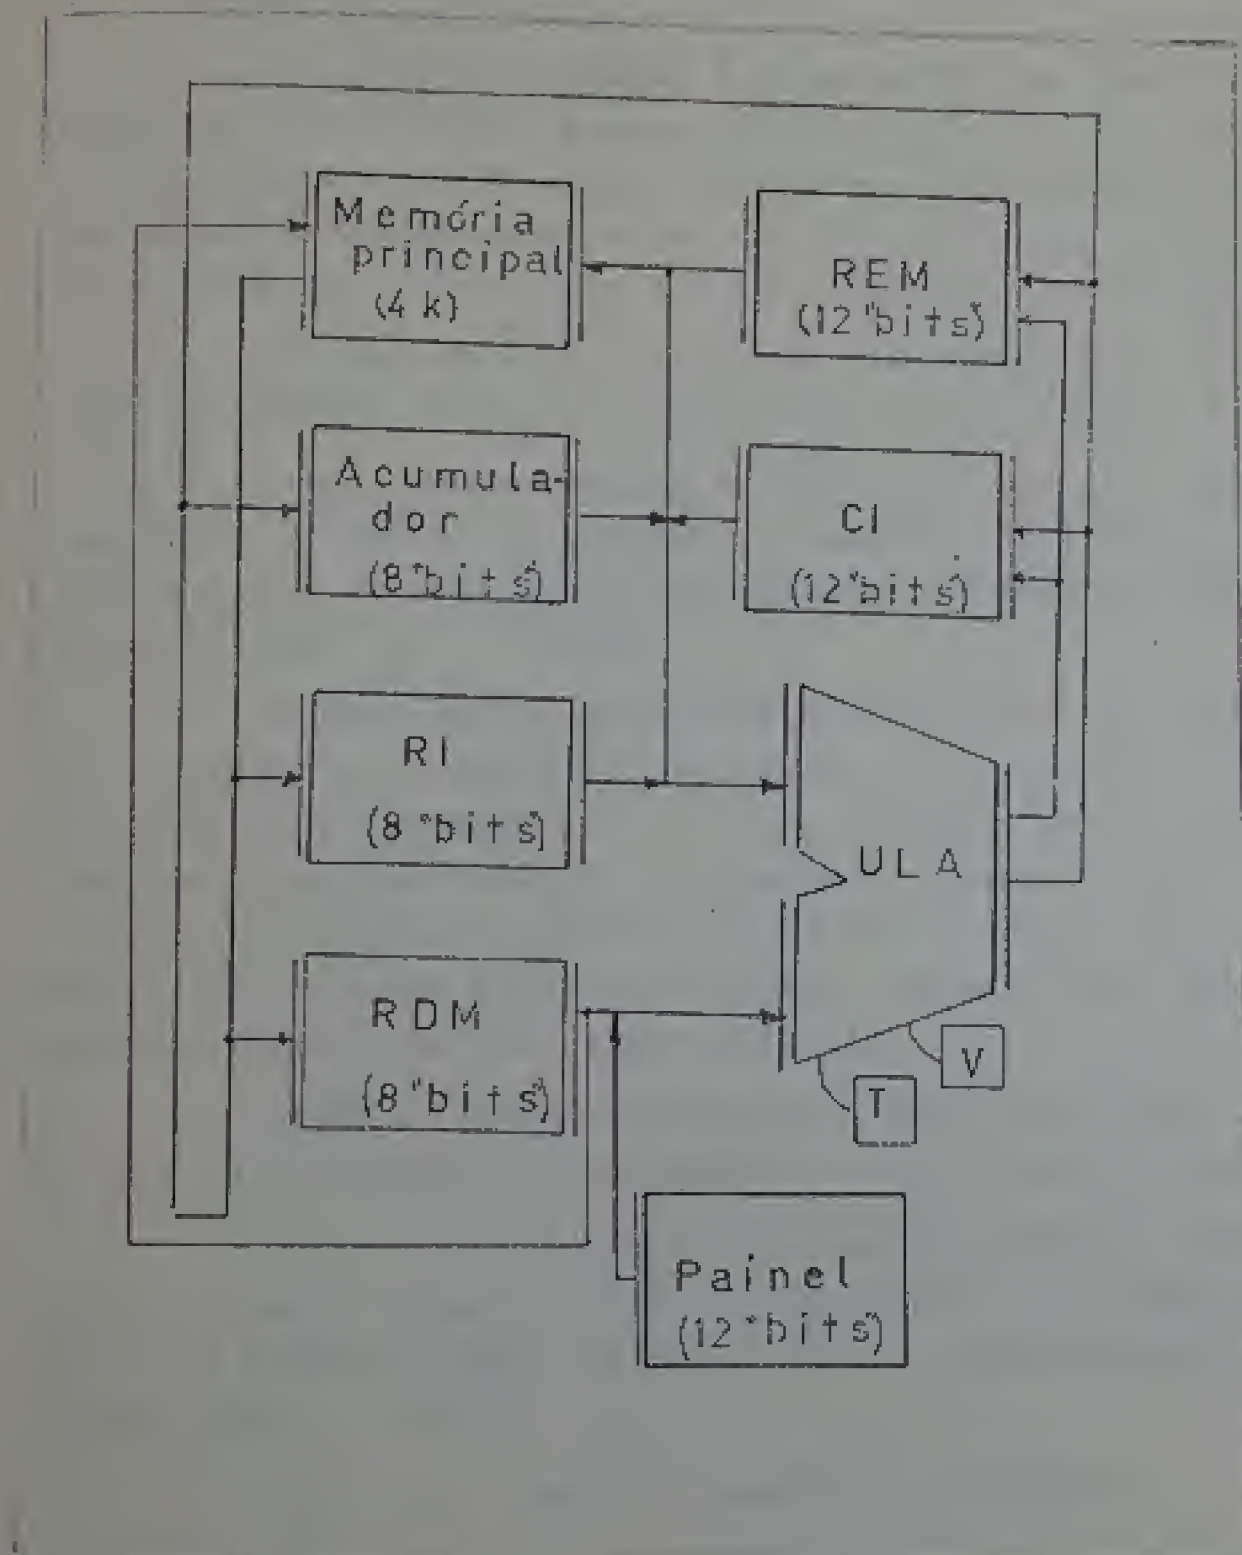 Memória
principal
(4 k)
REM
(12 "bits")
Acumula-
dor
(8 "bits")
CI
(12 "bits")
RI
(8 "bits")
ULA
RDM
(8 "bits")
V
T
Painel
(12 "bits")